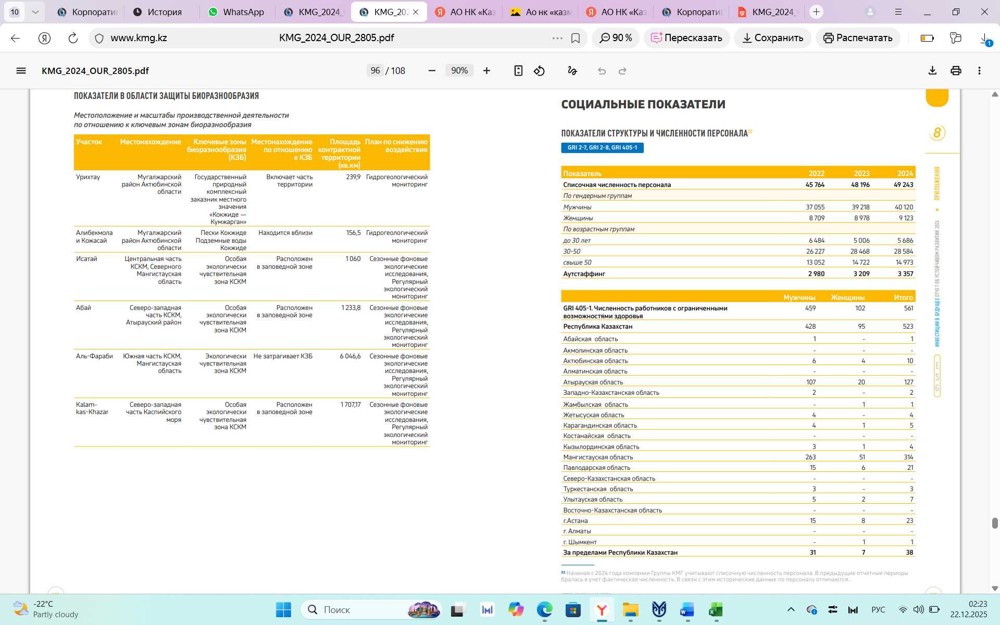 10
Корпоратив
История
WhatsApp
KMG_2024_
KMG_202
АО НК «Каз
Ао нк «казм
АО НК «Каз
Корпоратив
KMG_2024_
www.kmg.kz
KMG_2024_OUR_2805.pdf
90 %
Пересказать
Сохранить
Распечатать
1
KMG_2024_OUR_2805.pdf
96 / 108
90%
ПОКАЗАТЕЛИ В ОБЛАСТИ ЗАЩИТЫ БИОРАЗНООБРАЗИЯ
Местоположение и масштабы производственной деятельности
по отношению к ключевым зонам биоразнообразия
Участок Местонахождение Ключевые зоны Местонахождение Площадь План по снижению
биоразнообразия по отношению контрактной воздействия
(КЗБ) к КЗБ территории
(кв.км)
Урихтау Мугалжарский Государственный Включает часть 239,9 Гидрогеологический
район Актюбинской природный территории мониторинг
области комплексный
заказник местного
значения
«Кокжиде —
Кумжарган»
Алибекмола Мугалжарский Пески Кокжиде Находится вблизи 156,5 Гидрогеологический
и Кожасай район Актюбинской Подземные воды мониторинг
области Кокжиде
Исатай Центральная часть Особая Расположен 1 060 Сезонные фоновые
КСКМ, Северного экологически в заповедной зоне экологические
Мангистауская чувствительная исследования,
область зона КСКМ Регулярный
экологический
мониторинг
Абай Северо-западная Особая Расположен 1 233,8 Сезонные фоновые
часть КСКМ, экологически в заповедной зоне экологические
Атырауский район чувствительная исследования,
зона КСКМ Регулярный
экологический
мониторинг
Аль-Фараби Южная часть КСКМ, Экологически Не затрагивает КЗБ 6 046,6 Сезонные фоновые
Мангистауская чувствительная экологические
область зона КСКМ исследования,
Регулярный
экологический
мониторинг
Kalam- Северо-западная Особая Расположен 1 707,17 Сезонные фоновые
kas-Khazar часть Каспийского экологически в заповедной зоне экологические
моря чувствительная исследования,
зона КСКМ Регулярный
экологический
мониторинг
СОЦИАЛЬНЫЕ ПОКАЗАТЕЛИ
ПОКАЗАТЕЛИ СТРУКТУРЫ И ЧИСЛЕННОСТИ ПЕРСОНАЛА22
GRI 2-7, GRI 2-8, GRI 405-1
Показатель 2022 2023 2024
Списочная численность персонала 45 764 48 196 49 243
По гендерным группам
Мужчины 37 055 39 218 40 120
Женщины 8 709 8 978 9 123
По возрастным группам
до 30 лет 6 484 5 006 5 686
30-50 26 227 28 468 28 584
свыше 50 13 052 14 722 14 973
Аутстаффинг 2 980 3 209 3 357
Мужчины Женщины Итого
GRI 405-1. Численность работников с ограниченными 459 102 561
возможностями здоровья
Республика Казахстан 428 95 523
Абайская область 1 - 1
Акмолинская область - - -
Актюбинская область 6 4 10
Алматинская область - - -
Атырауская область 107 20 127
Западно-Казахстанская область 2 - 2
Жамбылская область - 1 1
Жетысуская область 4 - 4
Карагандинская область 4 1 5
Костанайская область - - -
Кызылординская область 3 1 4
Мангистауская область 263 51 314
Павлодарская область 15 6 21
Северо-Казахстанская область - - -
Туркестанская область 3 - 3
Улытауская область 5 2 7
Восточно-Казахстанская область - - -
г.Астана 15 8 23
г. Алматы - - -
г. Шымкент - 1 1
За пределами Республики Казахстан 31 7 38
22 Начиная с 2024 года компании Группы КМГ учитывают списочную численность персонала. В предыдущие отчетные периоды
бралась в учет фактическая численность. В связи с этим исторические данные по персоналу отличаются..
8
ИНВЕСТИЦИИ В БУДУЩЕЕ ОТЧЕТ ОБ УСТОЙЧИВОМ РАЗВИТИИ 2024 ПРИЛОЖЕНИЯ
E
S
G
-22°C
Partly cloudy
Поиск
РУС
02:23
22.12.2025